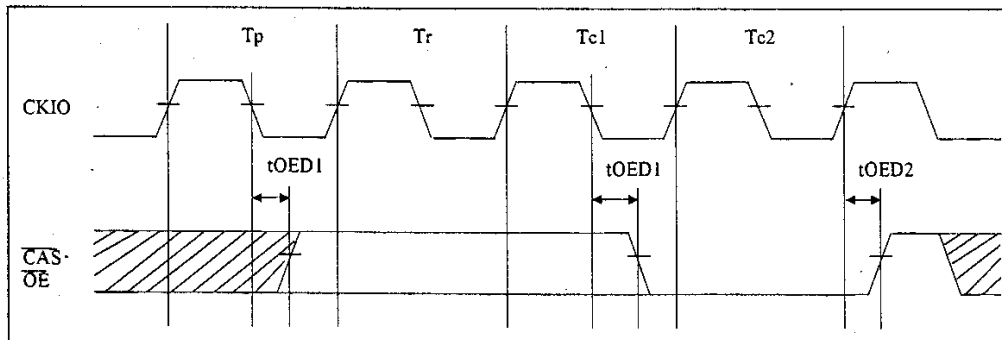 Tp Tr Tc1 Tc2
CKIO
tOED1 tOED1 tOED2
CAS·
OE